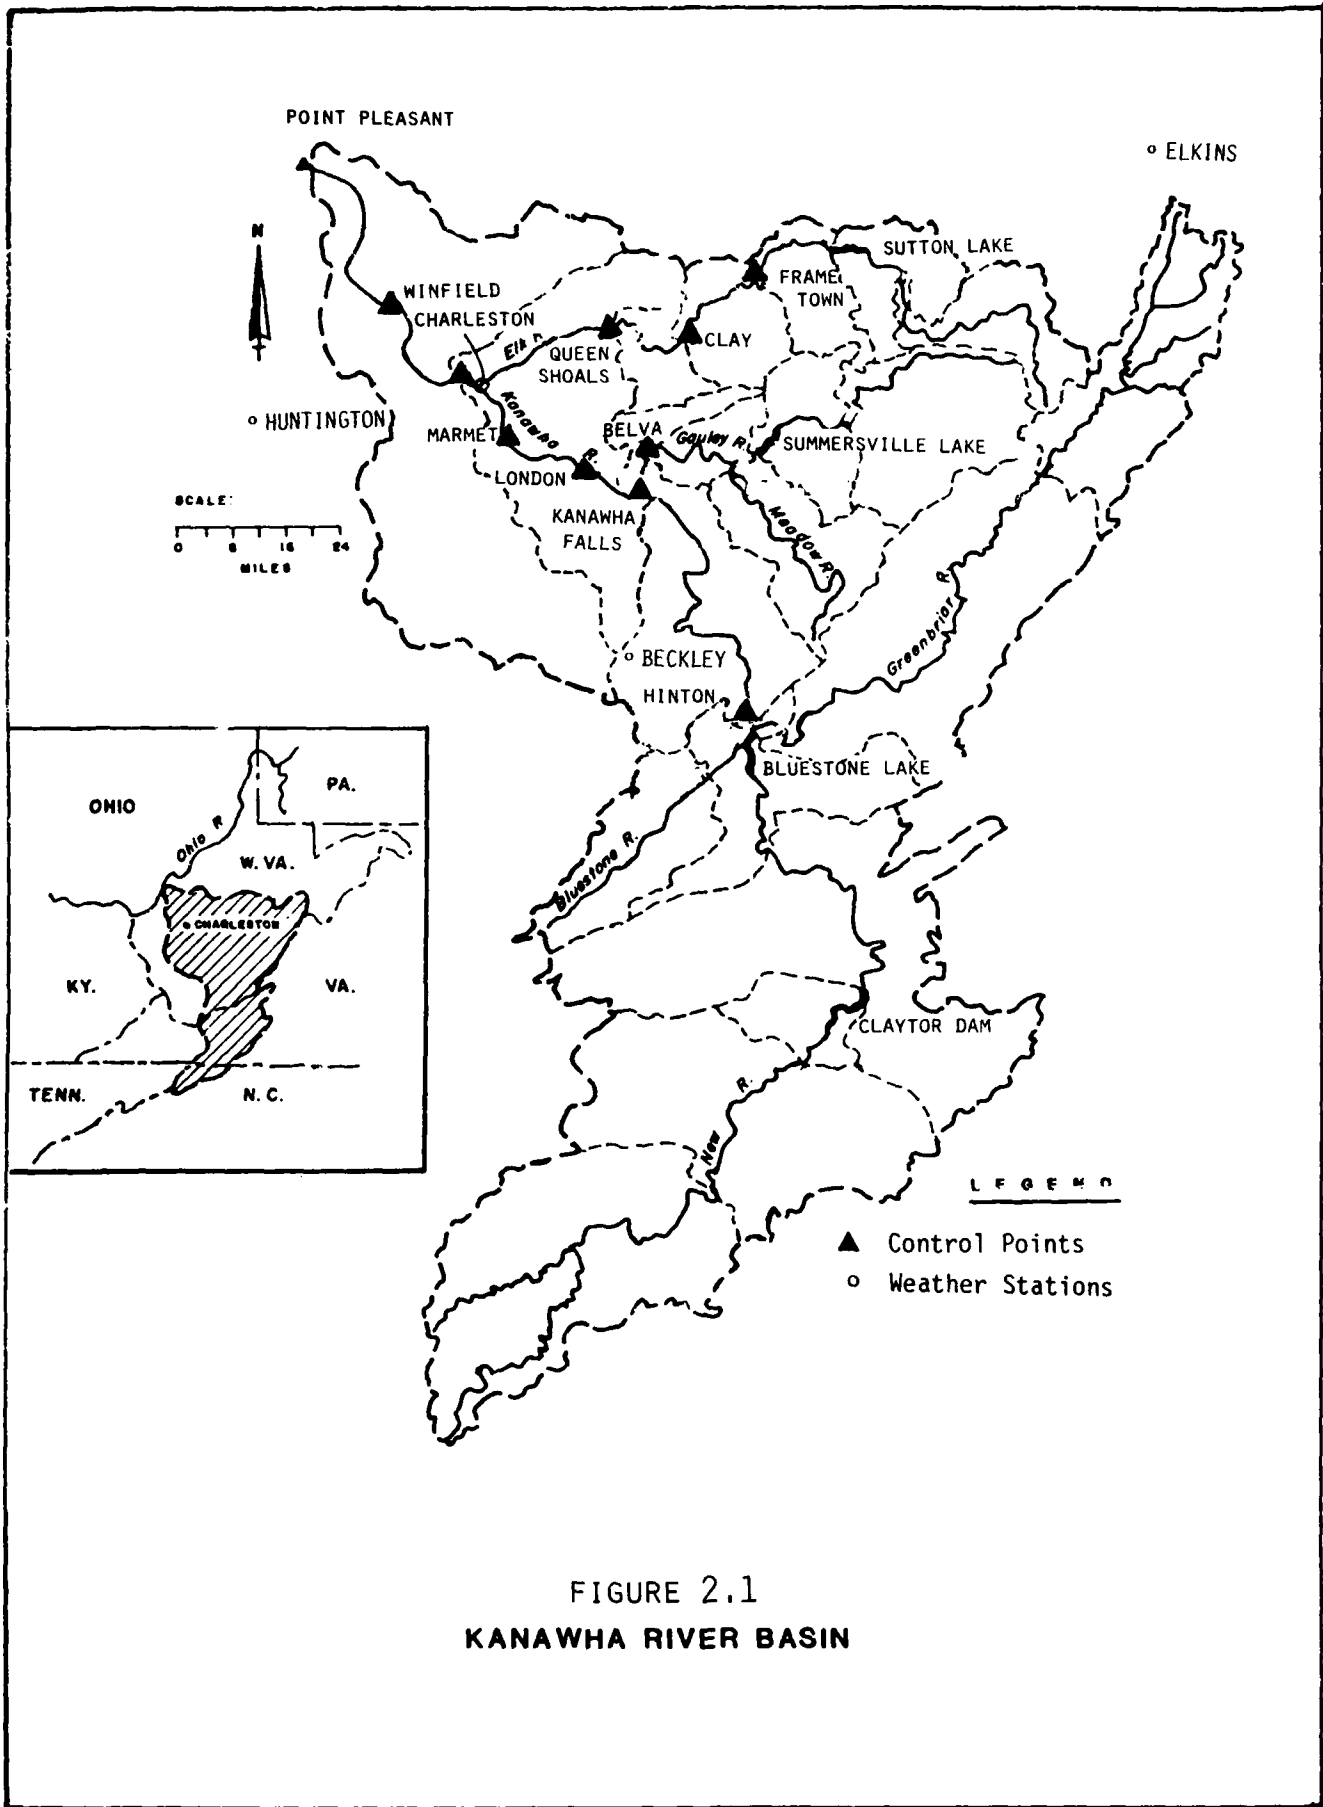 POINT PLEASANT
ELKINS
N
SUTTON LAKE
FRAME
TOWN
WINFIELD
CHARLESTON
Elk R.
QUEEN
SHOALS
CLAY
HUNTINGTON
Kanawha
R.
MARMET
BELVA
Gauley R.
SUMMERSVILLE LAKE
LONDON
SCALE:
0 8 16 24
MILES
KANAWHA
FALLS
Meadow R.
Greenbriar R.
BECKLEY
HINTON
BLUESTONE LAKE
Bluestone R.
OHIO
PA.
Ohio R
W. VA.
CHARLESTON
KY.
VA.
TENN.
N. C.
CLAYTOR DAM
New R.
LEGEND
Control Points
Weather Stations
FIGURE 2.1
KANAWHA RIVER BASIN